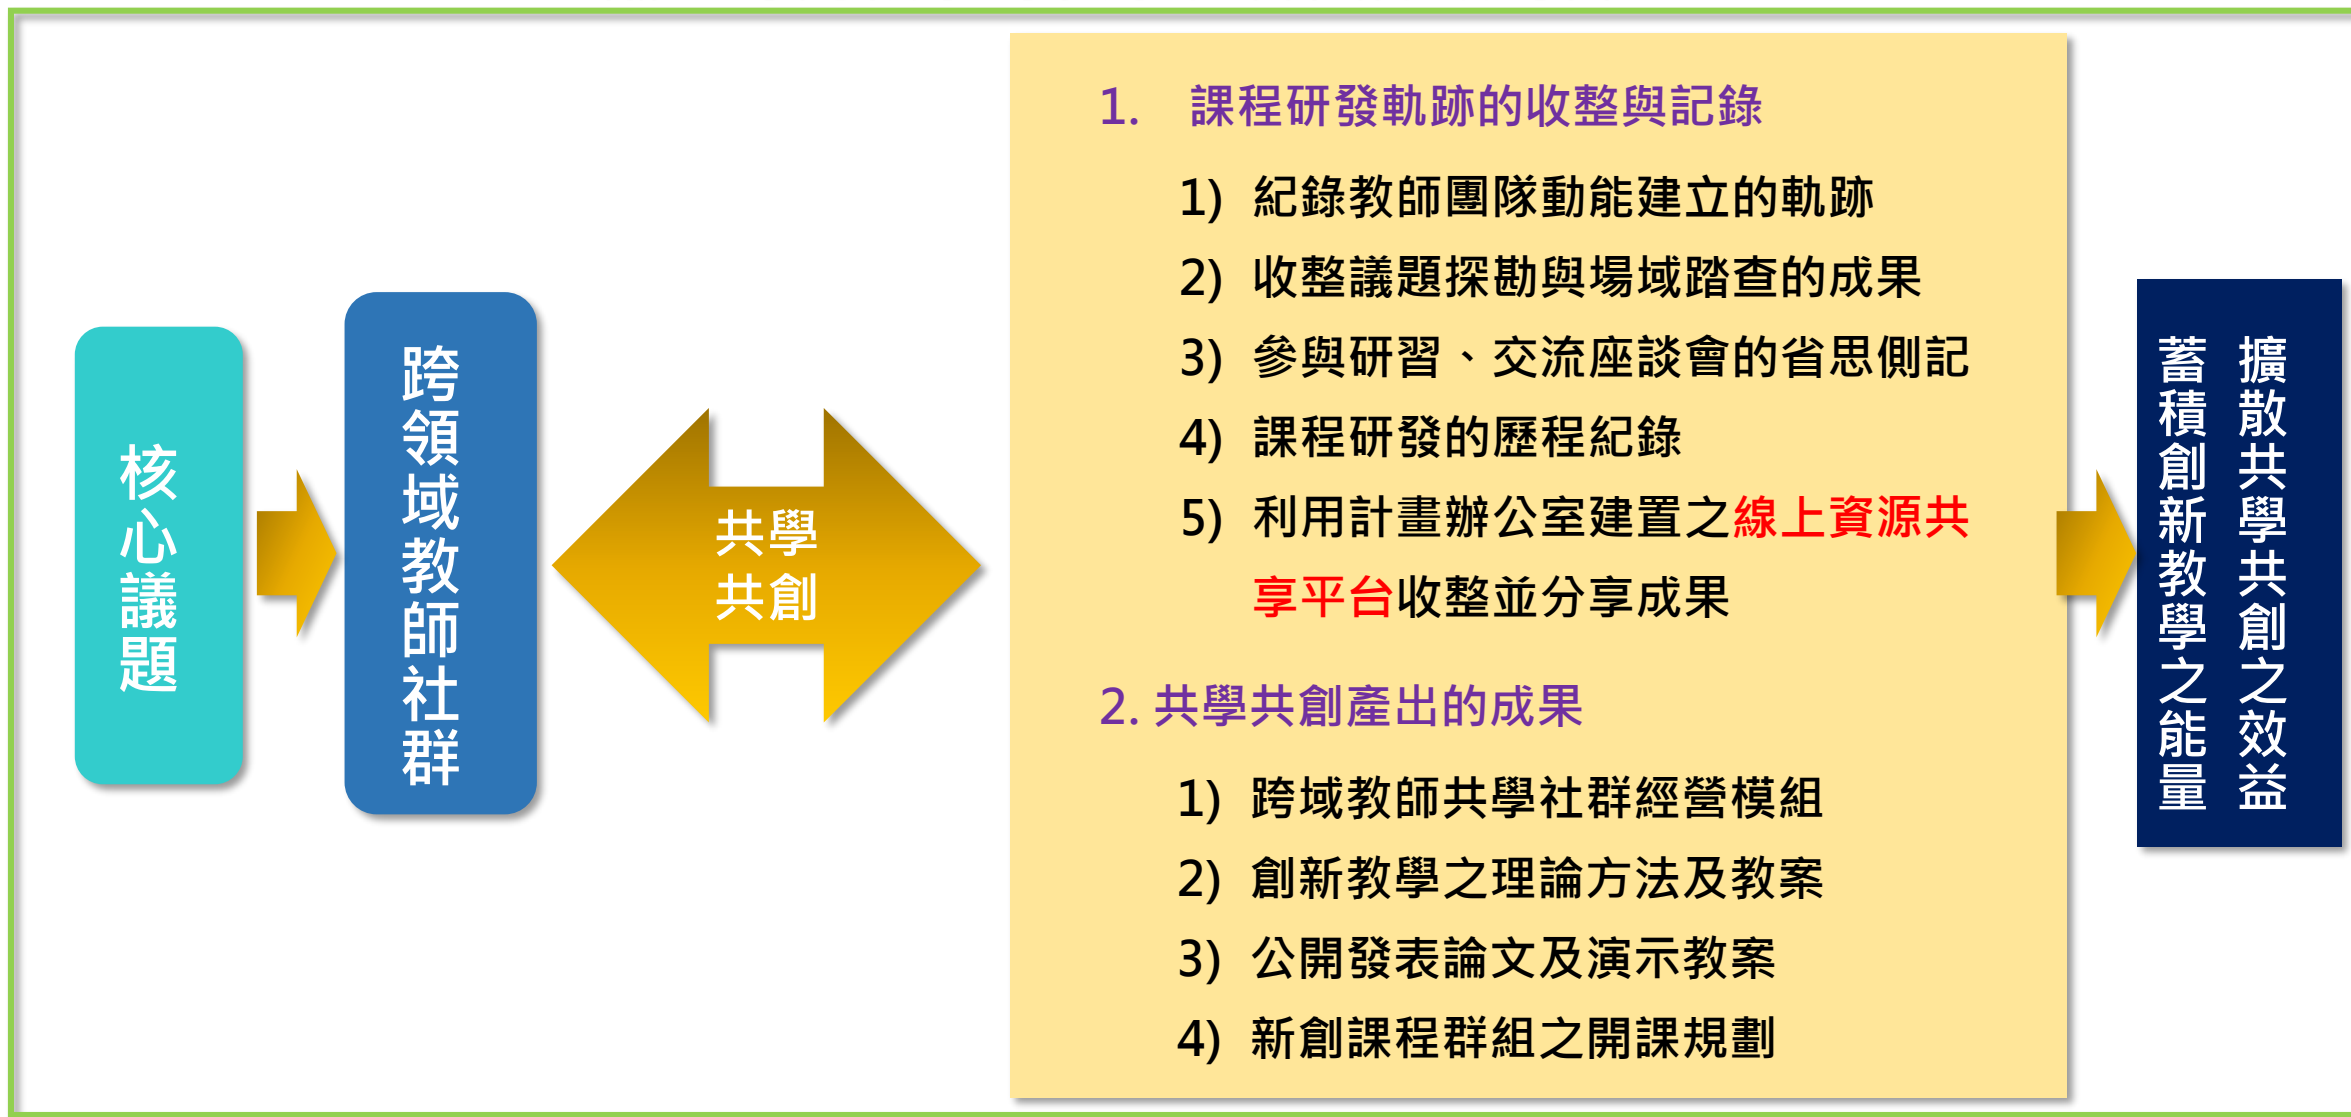 核心議題
跨領域教師社群
共學
共創
1. 課程研發軌跡的收整與記錄
1) 紀錄教師團隊動能建立的軌跡
2) 收整議題探勘與場域踏查的成果
3) 參與研習、交流座談會的省思側記
4) 課程研發的歷程紀錄
5) 利用計畫辦公室建置之線上資源共
享平台收整並分享成果
2. 共學共創產出的成果
1) 跨域教師共學社群經營模組
2) 創新教學之理論方法及教案
3) 公開發表論文及演示教案
4) 新創課程群組之開課規劃
擴散共學共創之效益
蓄積創新教學之能量